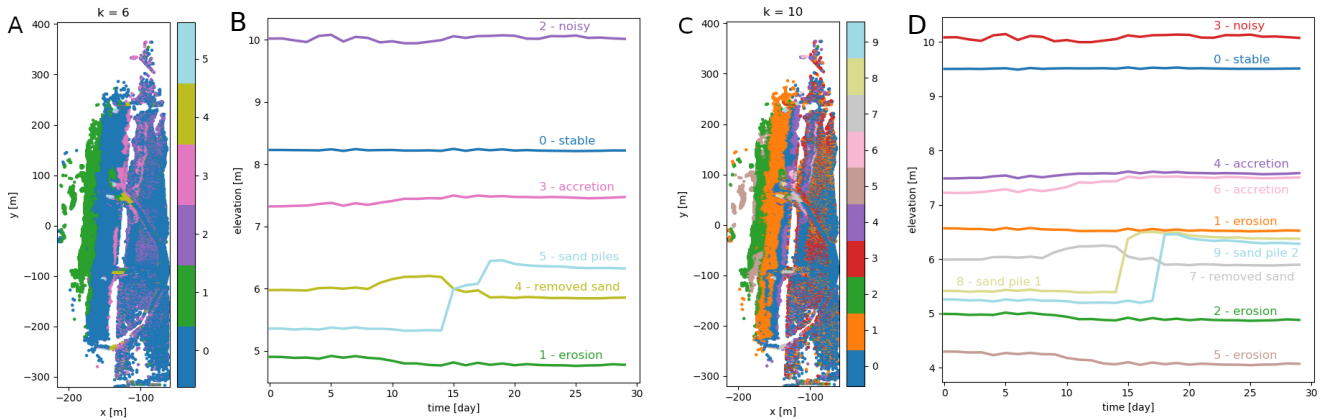 A
k = 6
400
300
200
100
0
−100
−200
−300
y [m]
−200
−100
x [m]
5
4
3
2
1
0
B
10
9
8
7
6
5
elevation [m]
2 - noisy
0 - stable
3 - accretion
5 - sand piles
4 - removed sand
1 - erosion
0
5
10
15
20
25
30
time [day]
C
k = 10
400
300
200
100
0
−100
−200
−300
y [m]
−200
−100
x [m]
9
8
7
6
5
4
3
2
1
0
D
10
9
8
7
6
5
4
elevation [m]
3 - noisy
0 - stable
4 - accretion
6 - accretion
1 - erosion
9 - sand pile 2
8 - sand pile 1
7 - removed sand
2 - erosion
5 - erosion
0
5
10
15
20
25
30
time [day]